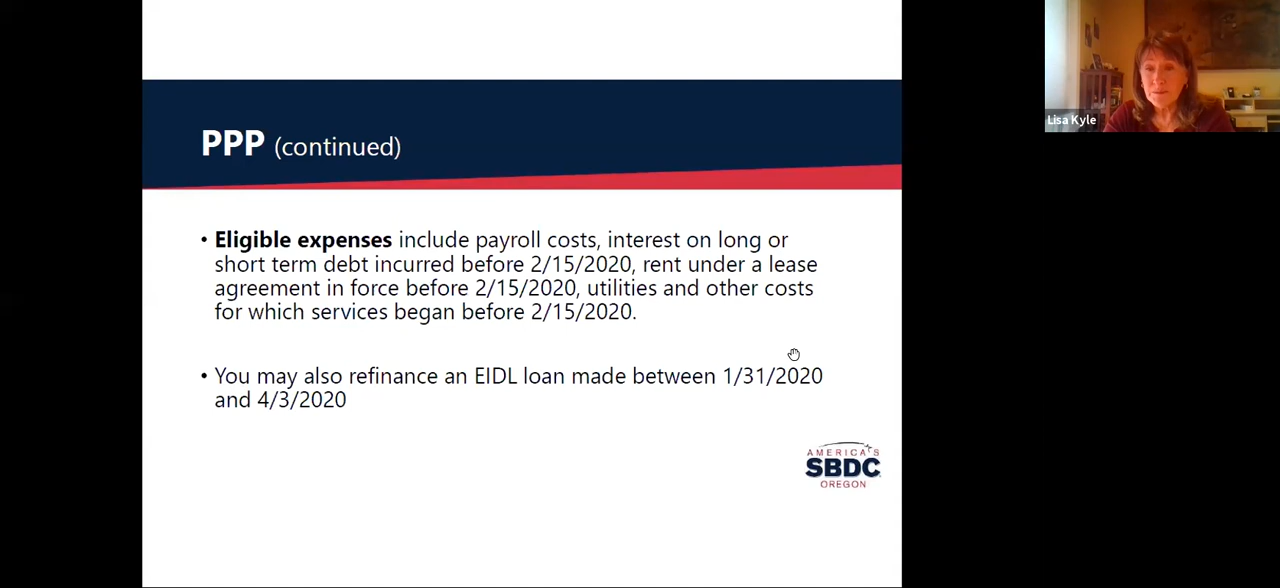 PPP (continued)
• Eligible expenses include payroll costs, interest on long or
short term debt incurred before 2/15/2020, rent under a lease
agreement in force before 2/15/2020, utilities and other costs
for which services began before 2/15/2020.
• You may also refinance an EIDL loan made between 1/31/2020
and 4/3/2020
AMERICA'S
SBDC
OREGON
Lisa Kyle